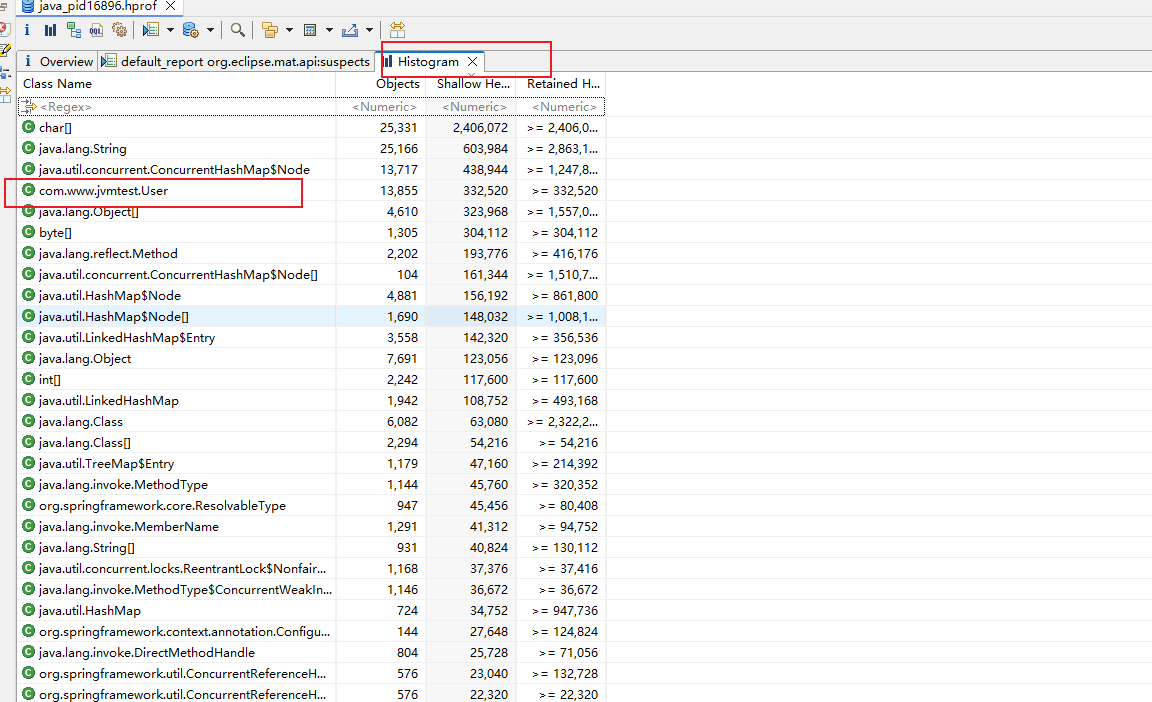 java_pid16896.hprof
i OQL
i Overview default_report org.eclipse.mat.api:suspects Histogram
Class Name Objects Shallow He... Retained H...
<Regex> <Numeric> <Numeric> <Numeric>
char[] 25,331 2,406,072 >= 2,406,0...
java.lang.String 25,166 603,984 >= 2,863,1...
java.util.concurrent.ConcurrentHashMap$Node 13,717 438,944 >= 1,247,8...
com.www.jvmtest.User 13,855 332,520 >= 332,520
java.lang.Object[] 4,610 323,968 >= 1,557,0...
byte[] 1,305 304,112 >= 304,112
java.lang.reflect.Method 2,202 193,776 >= 416,176
java.util.concurrent.ConcurrentHashMap$Node[] 104 161,344 >= 1,510,7...
java.util.HashMap$Node 4,881 156,192 >= 861,800
java.util.HashMap$Node[] 1,690 148,032 >= 1,008,1...
java.util.LinkedHashMap$Entry 3,558 142,320 >= 356,536
java.lang.Object 7,691 123,056 >= 123,096
int[] 2,242 117,600 >= 117,600
java.util.LinkedHashMap 1,942 108,752 >= 493,168
java.lang.Class 6,082 63,080 >= 2,322,2...
java.lang.Class[] 2,294 54,216 >= 54,216
java.util.TreeMap$Entry 1,179 47,160 >= 214,392
java.lang.invoke.MethodType 1,144 45,760 >= 320,352
org.springframework.core.ResolvableType 947 45,456 >= 80,408
java.lang.invoke.MemberName 1,291 41,312 >= 94,752
java.lang.String[] 931 40,824 >= 130,112
java.util.concurrent.locks.ReentrantLock$Nonfair... 1,168 37,376 >= 37,416
java.lang.invoke.MethodType$ConcurrentWeakIn... 1,146 36,672 >= 36,672
java.util.HashMap 724 34,752 >= 947,736
org.springframework.context.annotation.Configu... 144 27,648 >= 124,824
java.lang.invoke.DirectMethodHandle 804 25,728 >= 71,056
org.springframework.util.ConcurrentReferenceH... 576 23,040 >= 132,728
org.springframework.util.ConcurrentReferenceH... 576 22,320 >= 22,320